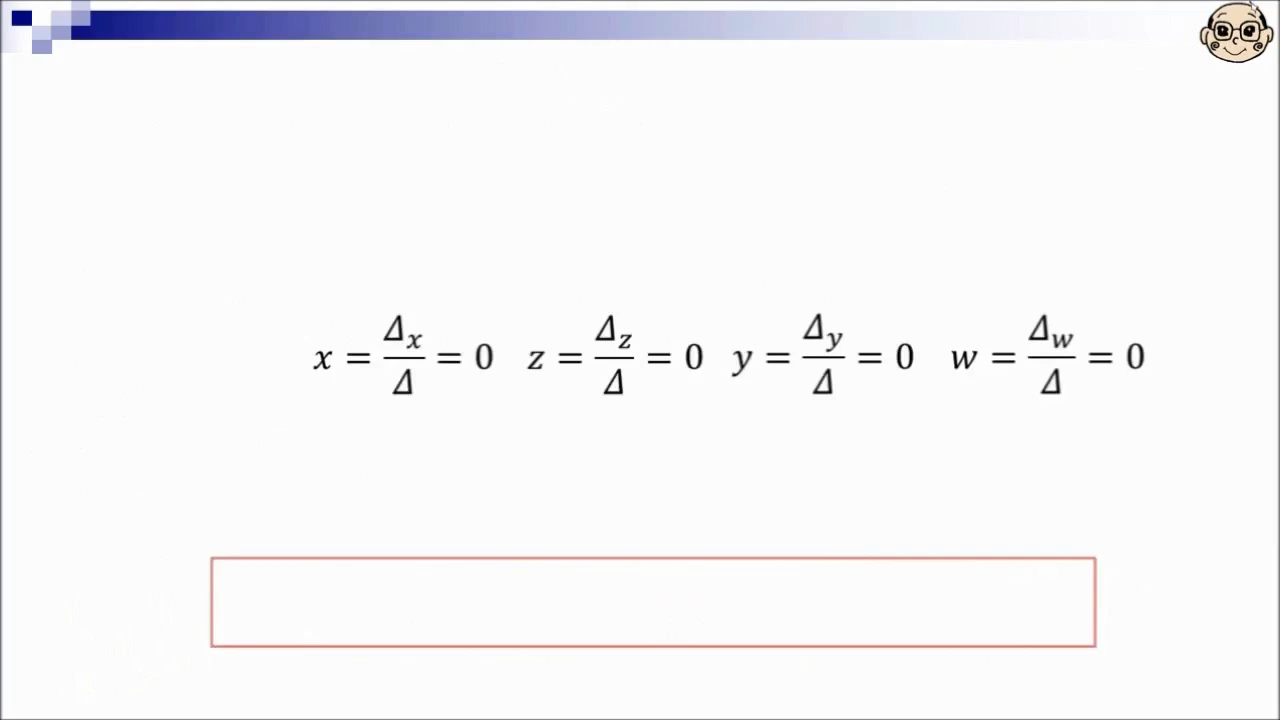 x = Δx/Δ = 0 z = Δz/Δ = 0 y = Δy/Δ = 0 w = Δw/Δ = 0